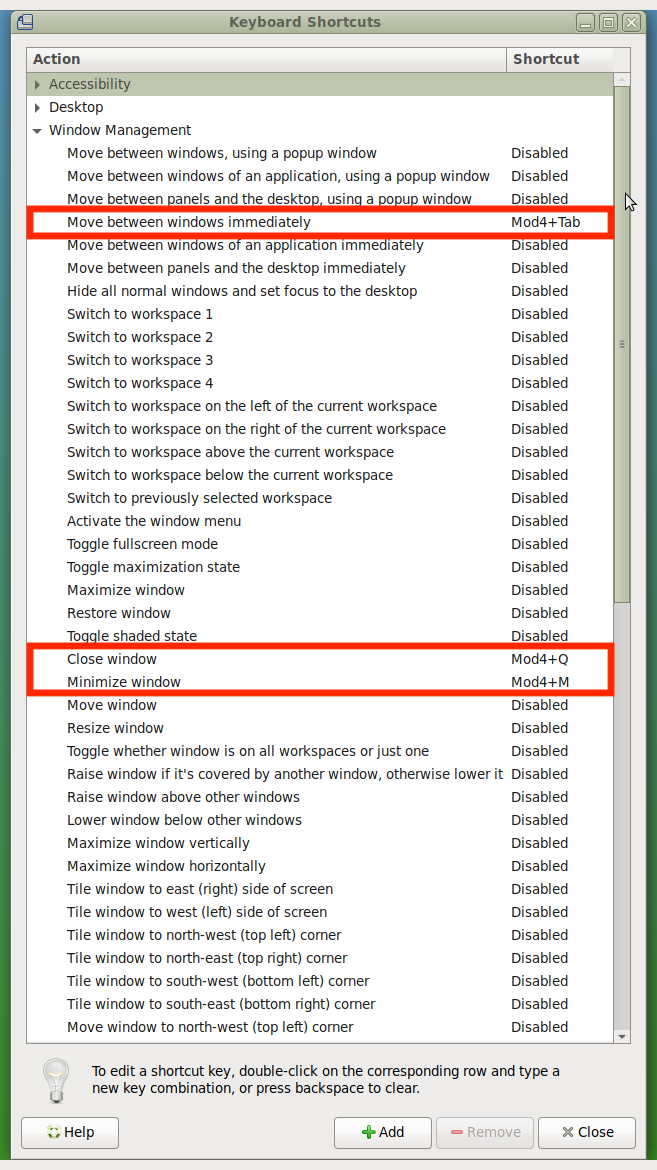 Keyboard Shortcuts
Action Shortcut
Accessibility
Desktop
Window Management
Move between windows, using a popup window Disabled
Move between windows of an application, using a popup window Disabled
Move between panels and the desktop, using a popup window Disabled
Move between windows immediately Mod4+Tab
Move between windows of an application immediately Disabled
Move between panels and the desktop immediately Disabled
Hide all normal windows and set focus to the desktop Disabled
Switch to workspace 1 Disabled
Switch to workspace 2 Disabled
Switch to workspace 3 Disabled
Switch to workspace 4 Disabled
Switch to workspace on the left of the current workspace Disabled
Switch to workspace on the right of the current workspace Disabled
Switch to workspace above the current workspace Disabled
Switch to workspace below the current workspace Disabled
Switch to previously selected workspace Disabled
Activate the window menu Disabled
Toggle fullscreen mode Disabled
Toggle maximization state Disabled
Maximize window Disabled
Restore window Disabled
Toggle shaded state Disabled
Close window Mod4+Q
Minimize window Mod4+M
Move window Disabled
Resize window Disabled
Toggle whether window is on all workspaces or just one Disabled
Raise window if it's covered by another window, otherwise lower it Disabled
Raise window above other windows Disabled
Lower window below other windows Disabled
Maximize window vertically Disabled
Maximize window horizontally Disabled
Tile window to east (right) side of screen Disabled
Tile window to west (left) side of screen Disabled
Tile window to north-west (top left) corner Disabled
Tile window to north-east (top right) corner Disabled
Tile window to south-west (bottom left) corner Disabled
Tile window to south-east (bottom right) corner Disabled
Move window to north-west (top left) corner Disabled
To edit a shortcut key, double-click on the corresponding row and type a
new key combination, or press backspace to clear.
Help Add Remove Close